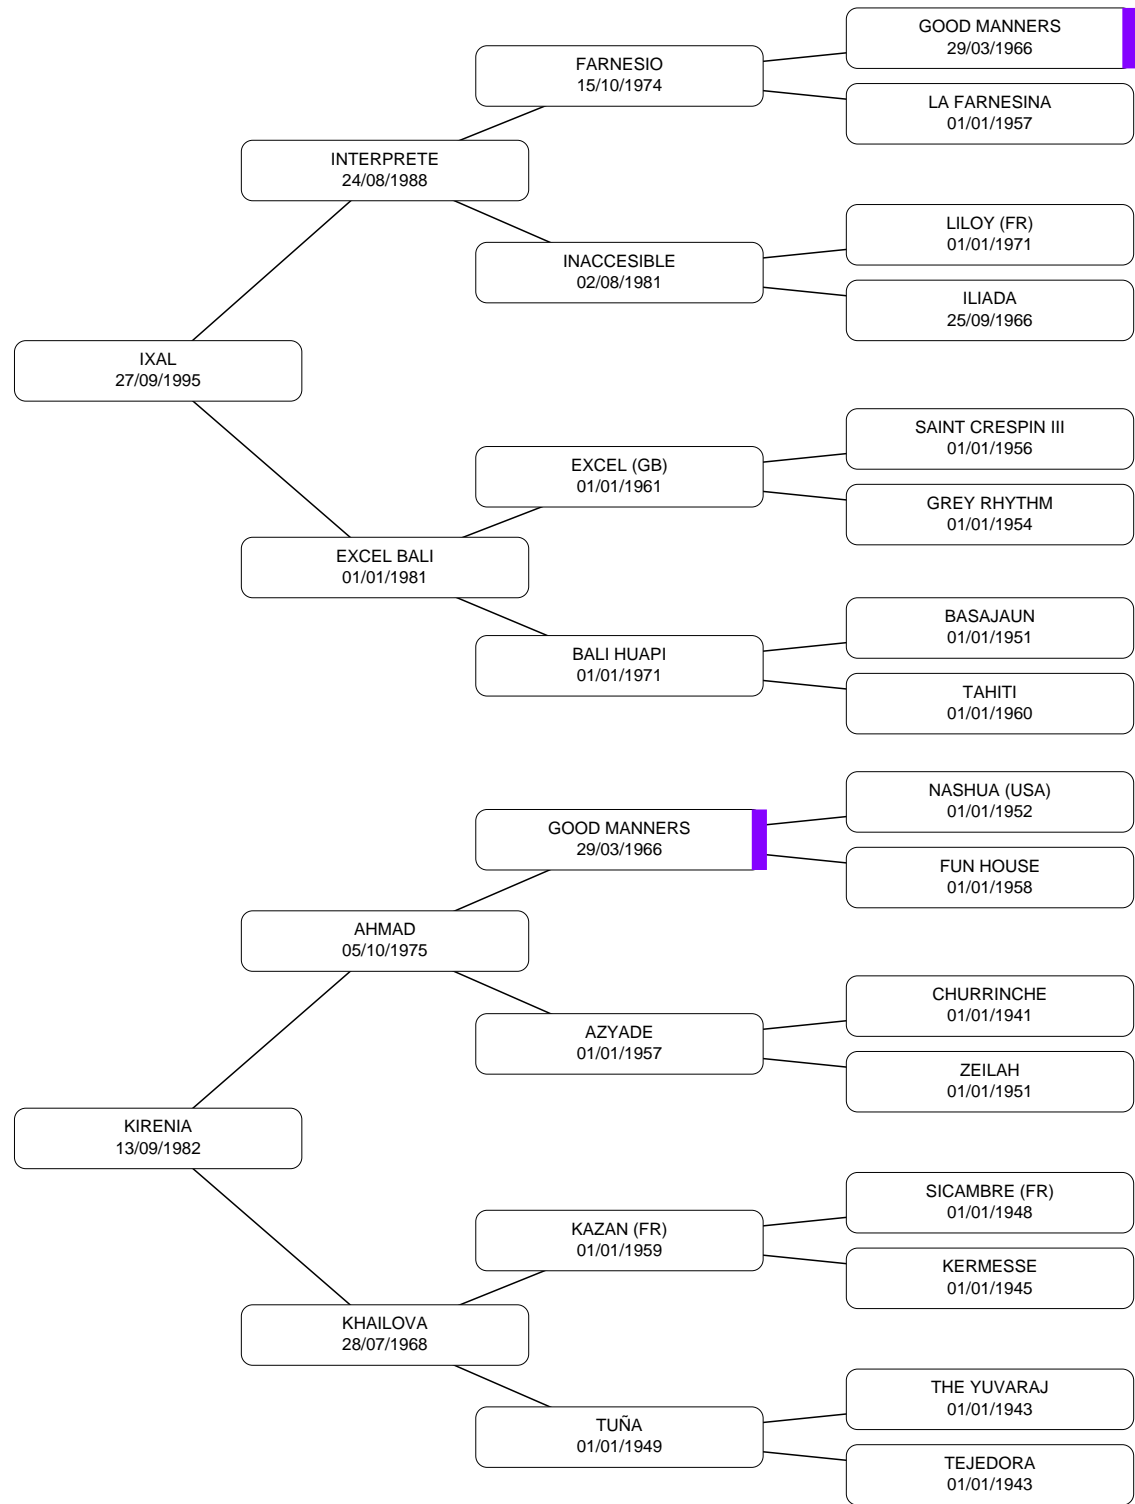 GOOD MANNERS
29/03/1966
FARNESIO
15/10/1974
LA FARNESINA
01/01/1957
INTERPRETE
24/08/1988
LILOY (FR)
01/01/1971
INACCESIBLE
02/08/1981
ILIADA
25/09/1966
IXAL
27/09/1995
SAINT CRESPIN III
01/01/1956
EXCEL (GB)
01/01/1961
GREY RHYTHM
01/01/1954
EXCEL BALI
01/01/1981
BASAJAUN
01/01/1951
BALI HUAPI
01/01/1971
TAHITI
01/01/1960
NASHUA (USA)
01/01/1952
GOOD MANNERS
29/03/1966
FUN HOUSE
01/01/1958
AHMAD
05/10/1975
CHURRINCHE
01/01/1941
AZYADE
01/01/1957
ZEILAH
01/01/1951
KIRENIA
13/09/1982
SICAMBRE (FR)
01/01/1948
KAZAN (FR)
01/01/1959
KERMESSE
01/01/1945
KHAILOVA
28/07/1968
THE YUVARAJ
01/01/1943
TUÑA
01/01/1949
TEJEDORA
01/01/1943